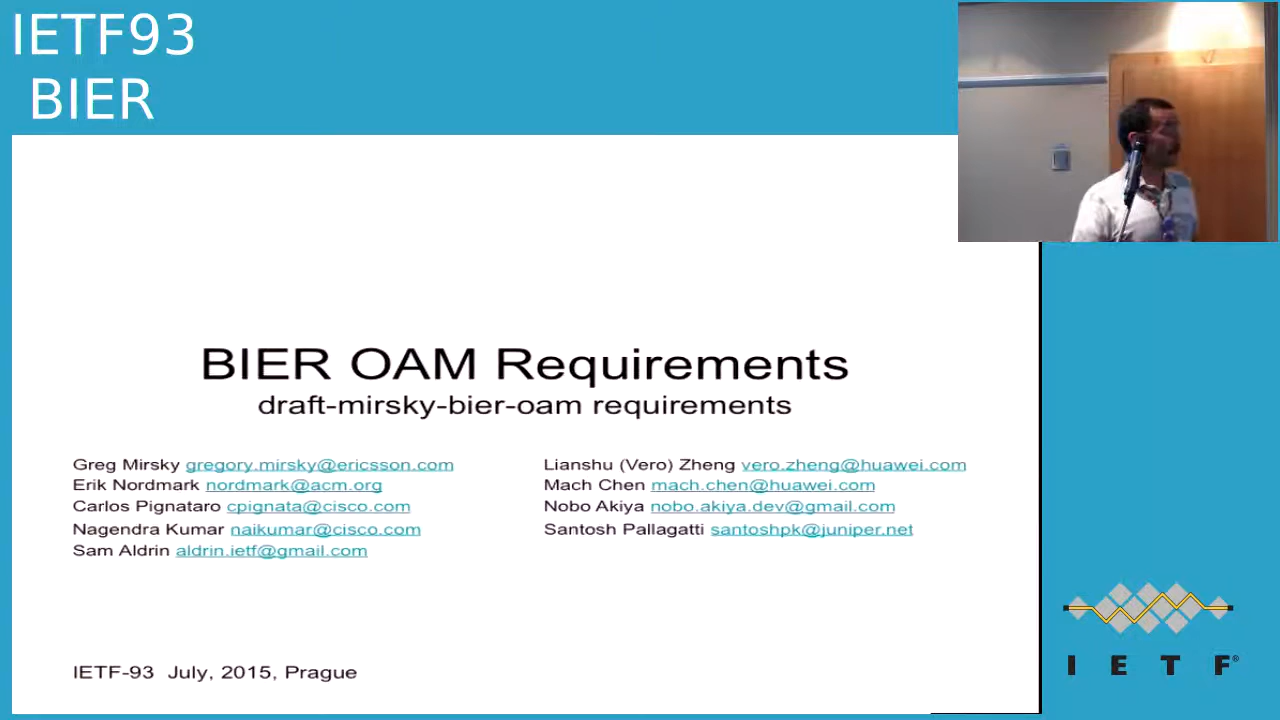 IETF93
BIER
BIER OAM Requirements
draft-mirsky-bier-oam requirements
Greg Mirsky gregory.mirsky@ericsson.com
Erik Nordmark nordmark@acm.org
Carlos Pignataro cpignata@cisco.com
Nagendra Kumar naikumar@cisco.com
Sam Aldrin aldrin.ietf@gmail.com
Lianshu (Vero) Zheng vero.zheng@huawei.com
Mach Chen mach.chen@huawei.com
Nobo Akiya nobo.akiya.dev@gmail.com
Santosh Pallagatti santoshpk@juniper.net
IETF-93 July, 2015, Prague
I E T F®